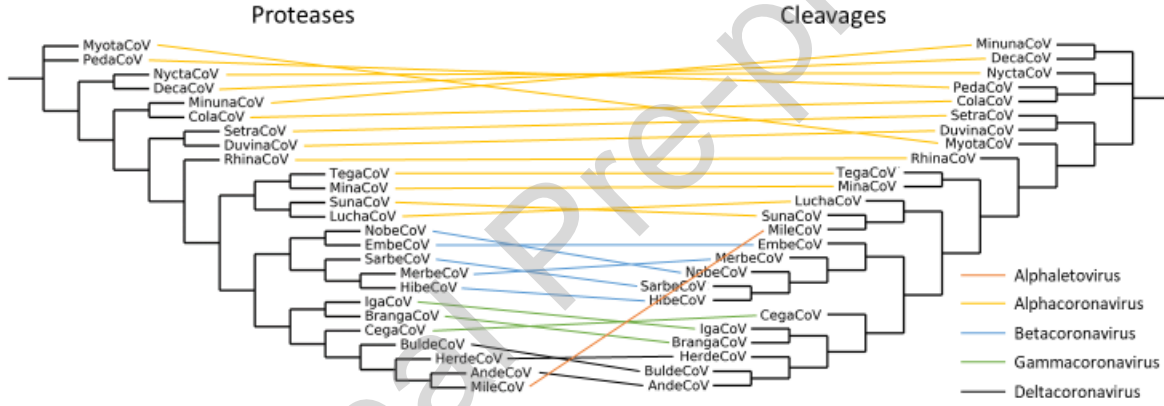 Proteases
MyotaCoV
PedaCoV
NyctaCoV
DecaCoV
MinunaCoV
ColaCoV
SetraCoV
DuvinaCoV
RhinaCoV
TegaCoV
MinaCoV
SunaCoV
LuchaCoV
NobeCoV
EmbeCoV
SarbeCoV
MerbeCoV
HibeCoV
IgaCoV
BrangaCoV
CegaCoV
BuldeCoV
HerdeCoV
AndeCoV
MileCoV
Cleavages
MinunaCoV
DecaCoV
NyctaCoV
PedaCoV
ColaCoV
SetraCoV
DuvinaCoV
MyotaCoV
RhinaCoV
TegaCoV
MinaCoV
LuchaCoV
SunaCoV
MileCoV
EmbeCoV
MerbeCoV
NobeCoV
SarbeCoV
HibeCoV
CegaCoV
IgaCoV
BrangaCoV
HerdeCoV
BuldeCoV
AndeCoV
Alphaletovirus
Alphacoronavirus
Betacoronavirus
Gammacoronavirus
Deltacoronavirus
al Pre-p